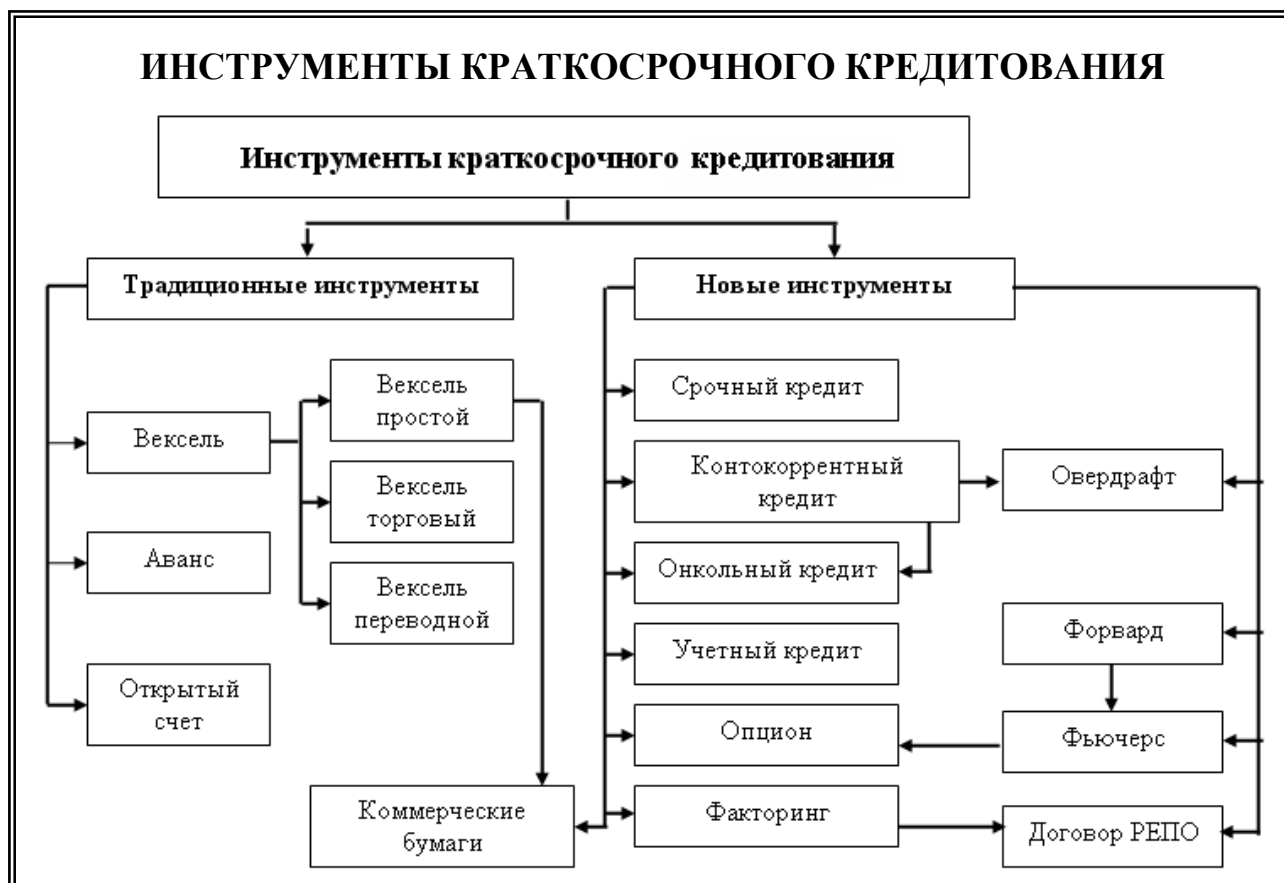 ИНСТРУМЕНТЫ КРАТКОСРОЧНОГО КРЕДИТОВАНИЯ
Инструменты краткосрочного кредитования
Традиционные инструменты
Новые инструменты
Вексель
Аванс
Открытый
счет
Вексель
простой
Вексель
торговый
Вексель
переводной
Коммерческие
бумаги
Срочный кредит
Контокоррентный
кредит
Онкольный кредит
Учетный кредит
Опцион
Факторинг
Овердрафт
Форвард
Фьючерс
Договор РЕПО